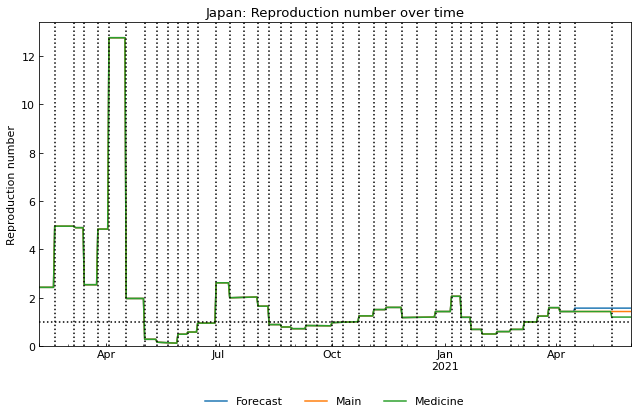 Japan: Reproduction number over time
Reproduction number
12
10
8
6
4
2
0
Apr Jul Oct Jan Apr
2021
Forecast Main Medicine